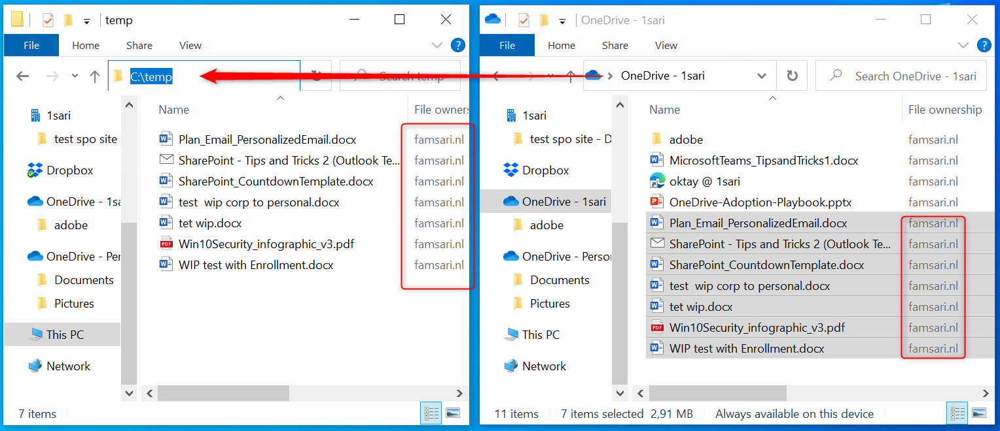 temp
File Home Share View ?
C:\temp Search temp
1sari
test spo site
Dropbox
OneDrive - 1sa
adobe
OneDrive - Per
Documents
Pictures
This PC
Network
Name File owners
Plan_Email_PersonalizedEmail.docx famsari.nl
SharePoint - Tips and Tricks 2 (Outlook Te... famsari.nl
SharePoint_CountdownTemplate.docx famsari.nl
test wip corp to personal.docx famsari.nl
tet wip.docx famsari.nl
Win10Security_infographic_v3.pdf famsari.nl
WIP test with Enrollment.docx famsari.nl
7 items
OneDrive - 1sari
File Home Share View ?
OneDrive - 1sari Search OneDrive - 1sari
1sari
test spo site - D
Dropbox
OneDrive - 1sari
adobe
OneDrive - Perso
Documents
Pictures
This PC
Network
Name File ownership
adobe famsari.nl
MicrosoftTeams_TipsandTricks1.docx famsari.nl
oktay @ 1sari famsari.nl
OneDrive-Adoption-Playbook.pptx famsari.nl
Plan_Email_PersonalizedEmail.docx famsari.nl
SharePoint - Tips and Tricks 2 (Outlook Te... famsari.nl
SharePoint_CountdownTemplate.docx famsari.nl
test wip corp to personal.docx famsari.nl
tet wip.docx famsari.nl
Win10Security_infographic_v3.pdf famsari.nl
WIP test with Enrollment.docx famsari.nl
11 items 7 items selected 2,91 MB Always available on this device